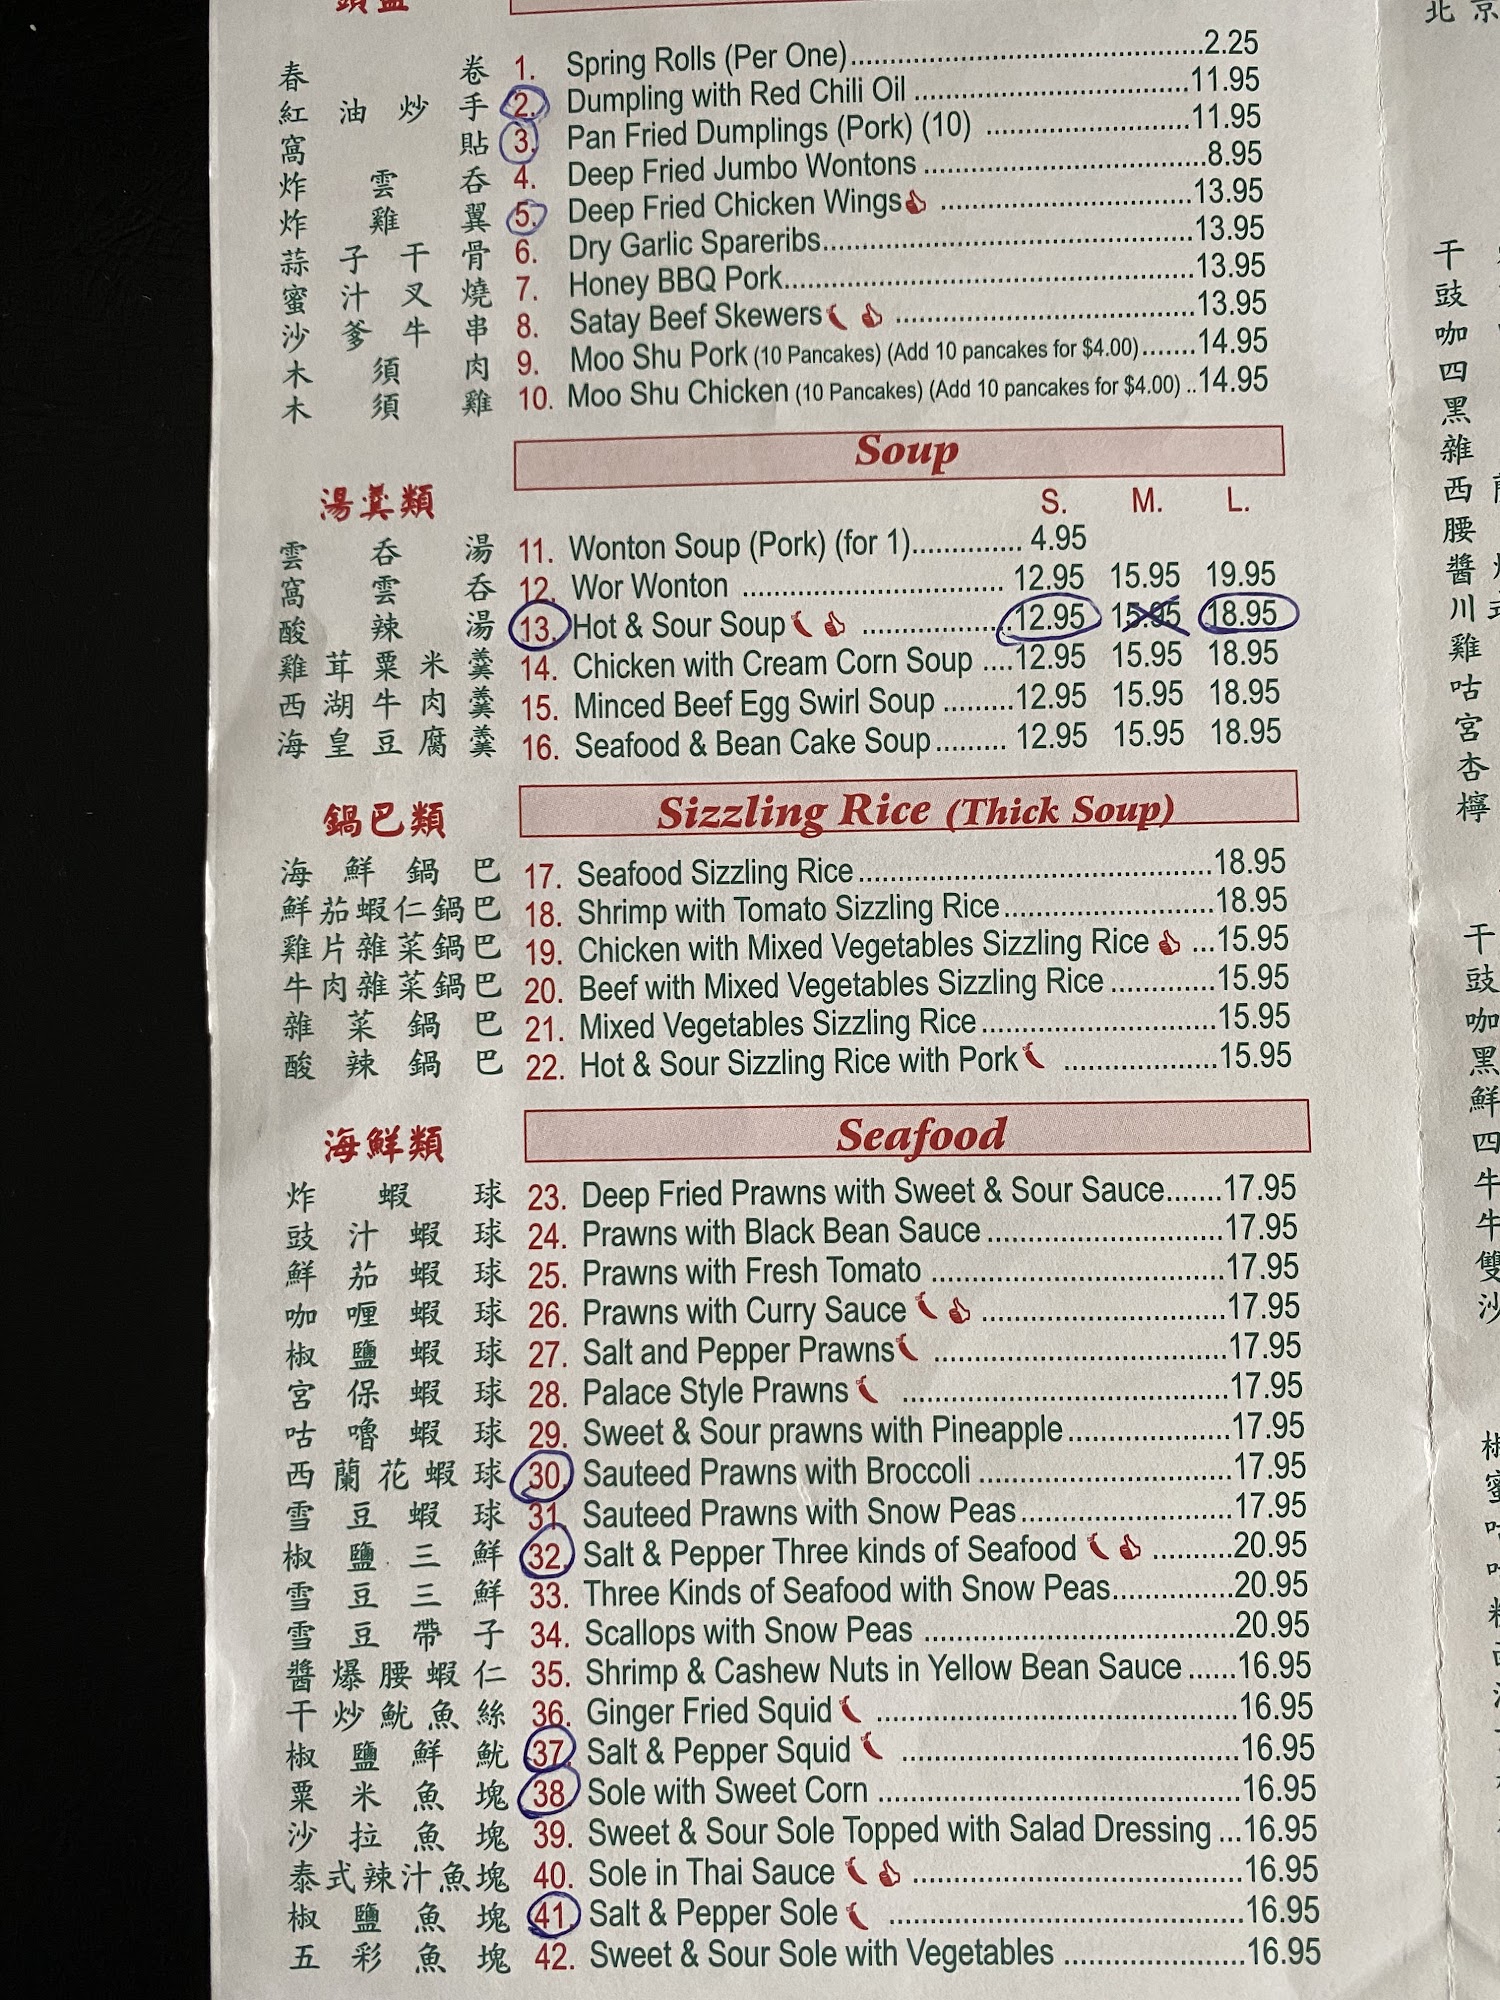 春卷 1. Spring Rolls (Per One) 2.25
紅油炒手 2. Dumpling with Red Chili Oil 11.95
窩貼 3. Pan Fried Dumplings (Pork) (10) 11.95
炸雲吞 4. Deep Fried Jumbo Wontons 8.95
炸雞翼 5. Deep Fried Chicken Wings 13.95
蒜子干骨 6. Dry Garlic Spareribs 13.95
蜜汁叉燒 7. Honey BBQ Pork 13.95
沙爹牛串 8. Satay Beef Skewers 13.95
木須肉 9. Moo Shu Pork (10 Pancakes) (Add 10 pancakes for $4.00) 14.95
木須雞 10. Moo Shu Chicken (10 Pancakes) (Add 10 pancakes for $4.00) 14.95
湯羹類 Soup
S. M. L.
雲吞湯 11. Wonton Soup (Pork) (for 1) 4.95
窩雲吞 12. Wor Wonton 12.95 15.95 19.95
酸辣湯 13. Hot & Sour Soup 12.95 15.95 18.95
雞茸粟米羹 14. Chicken with Cream Corn Soup 12.95 15.95 18.95
西湖牛肉羹 15. Minced Beef Egg Swirl Soup 12.95 15.95 18.95
海皇豆腐羹 16. Seafood & Bean Cake Soup 12.95 15.95 18.95
鍋巴類 Sizzling Rice (Thick Soup)
海鮮鍋巴 17. Seafood Sizzling Rice 18.95
鮮茄蝦仁鍋巴 18. Shrimp with Tomato Sizzling Rice 18.95
雞片雜菜鍋巴 19. Chicken with Mixed Vegetables Sizzling Rice 15.95
牛肉雜菜鍋巴 20. Beef with Mixed Vegetables Sizzling Rice 15.95
雜菜鍋巴 21. Mixed Vegetables Sizzling Rice 15.95
酸辣鍋巴 22. Hot & Sour Sizzling Rice with Pork 15.95
海鮮類 Seafood
炸蝦球 23. Deep Fried Prawns with Sweet & Sour Sauce 17.95
豉汁蝦球 24. Prawns with Black Bean Sauce 17.95
鮮茄蝦球 25. Prawns with Fresh Tomato 17.95
咖喱蝦球 26. Prawns with Curry Sauce 17.95
椒鹽蝦球 27. Salt and Pepper Prawns 17.95
宮保蝦球 28. Palace Style Prawns 17.95
咕嚕蝦球 29. Sweet & Sour prawns with Pineapple 17.95
西蘭花蝦球 30. Sauteed Prawns with Broccoli 17.95
雪豆蝦球 31. Sauteed Prawns with Snow Peas 17.95
椒鹽三鮮 32. Salt & Pepper Three kinds of Seafood 20.95
雪豆三鮮 33. Three Kinds of Seafood with Snow Peas 20.95
雪豆帶子 34. Scallops with Snow Peas 20.95
醬爆腰蝦仁 35. Shrimp & Cashew Nuts in Yellow Bean Sauce 16.95
干炒魷魚絲 36. Ginger Fried Squid 16.95
椒鹽鮮魷 37. Salt & Pepper Squid 16.95
粟米魚塊 38. Sole with Sweet Corn 16.95
沙拉魚塊 39. Sweet & Sour Sole Topped with Salad Dressing 16.95
泰式辣汁魚塊 40. Sole in Thai Sauce 16.95
椒鹽魚塊 41. Salt & Pepper Sole 16.95
五彩魚塊 42. Sweet & Sour Sole with Vegetables 16.95
北京
干
豉
咖
四
黑
雜
西
腰
醬
川式
雞
咕
宮
杏
檸
干
豉
咖
黑
鮮
四
牛
牛
雙
沙